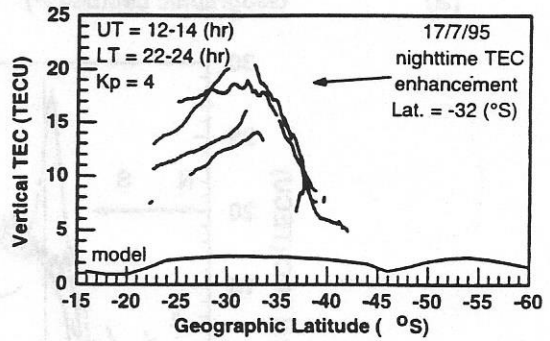 25
20
15
10
5
0
Vertical TEC (TECU)
UT = 12-14 (hr)
LT = 22-24 (hr)
Kp = 4
17/7/95
nighttime TEC
enhancement
Lat. = -32 (°S)
model
-15 -20 -25 -30 -35 -40 -45 -50 -55 -60
Geographic Latitude ( °S)